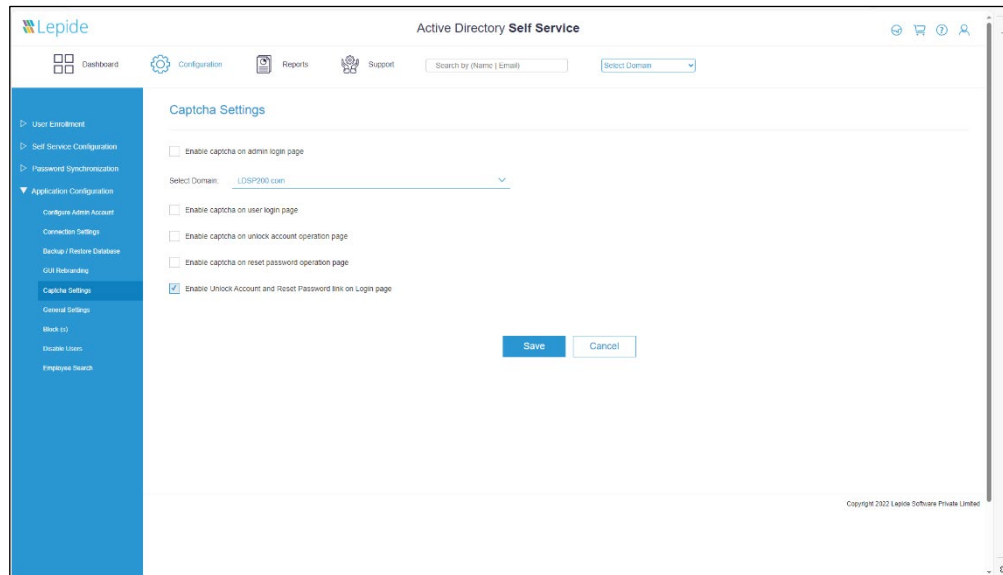 Lepide
Active Directory Self Service
Dashboard
Configuration
Reports
Support
Search by (Name | Email)
Select Domain
User Enrollment
Self Service Configuration
Password Synchronization
Application Configuration
Configure Admin Account
Connection Settings
Backup / Restore Database
GUI Rebranding
Captcha Settings
General Settings
Block (s)
Disable Users
Employee Search
Captcha Settings
Enable captcha on admin login page
Select Domain: LDSP200.com
Enable captcha on user login page
Enable captcha on unlock account operation page
Enable captcha on reset password operation page
Enable Unlock Account and Reset Password link on Login page
Save Cancel
Copyright 2022 Lepide Software Private Limited